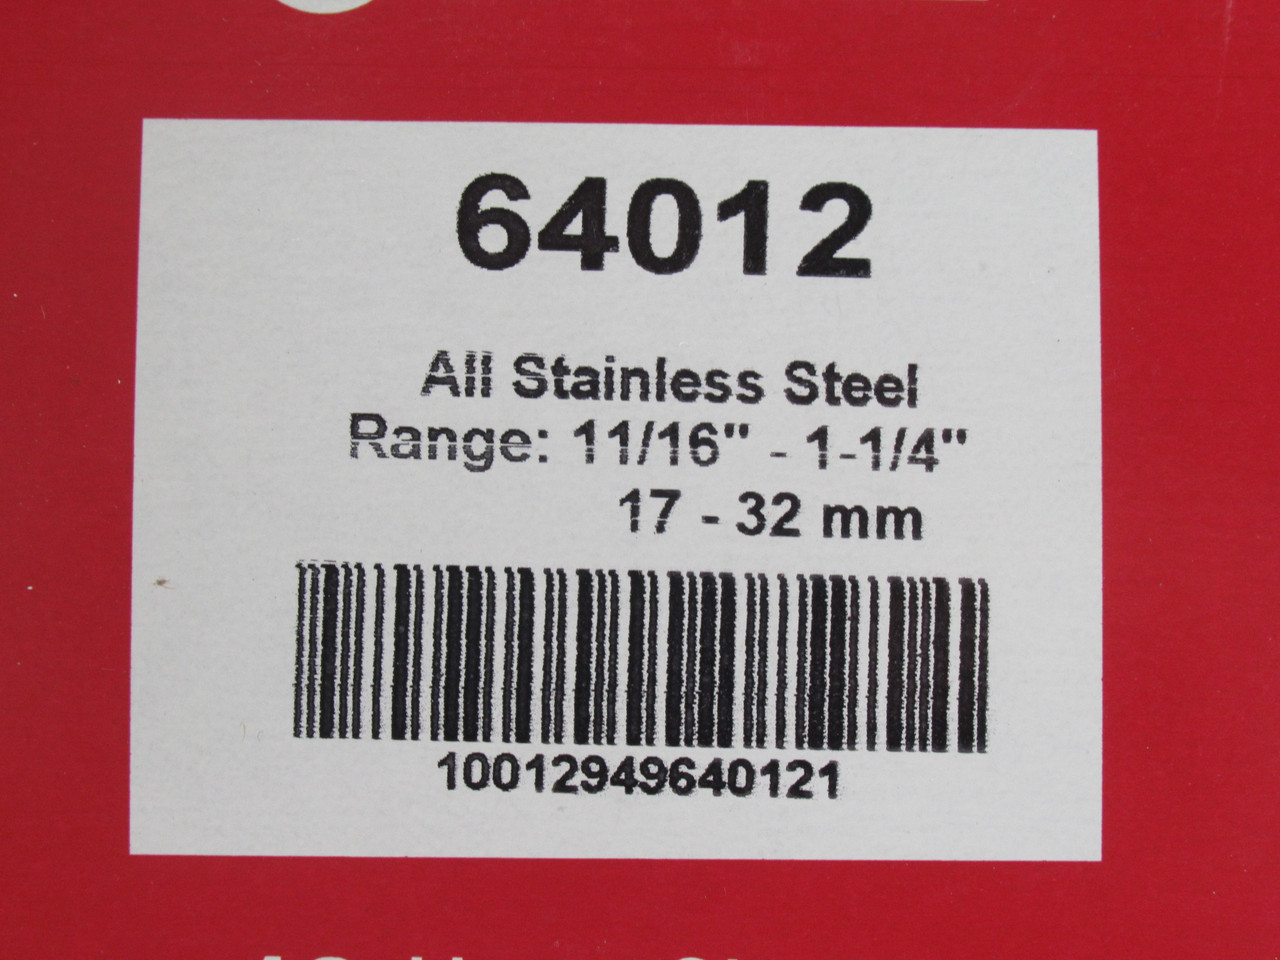 64012
All Stainless Steel
Range: 11/16" - 1-1/4"
17 - 32 mm
10012949640121